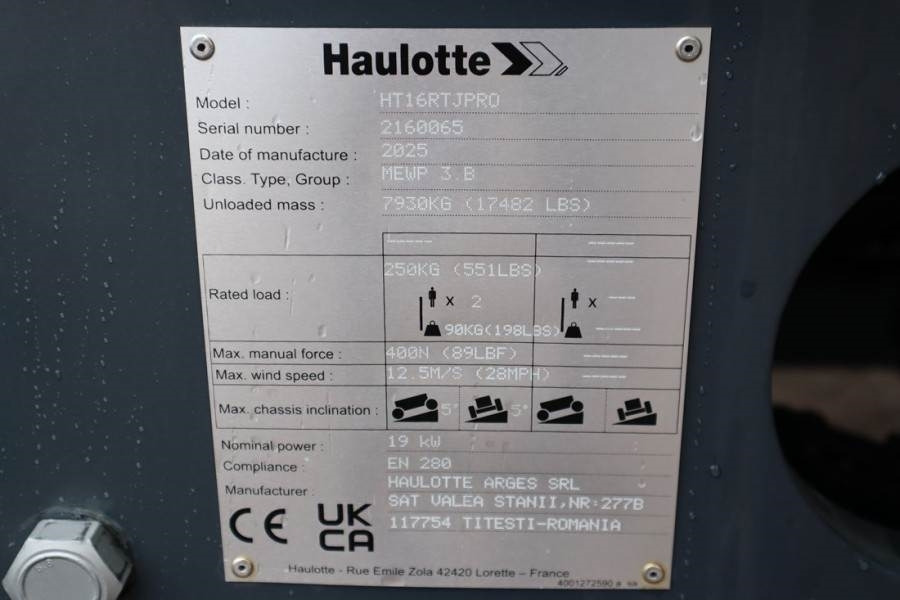 Haulotte
Model : HT16RTJPRO
Serial number : 2160065
Date of manufacture : 2025
Class. Type, Group : MEWP 3.B
Unloaded mass : 7930KG (17482 LBS)
----- -----
Rated load : 250KG (551LBS) -----
x 2 x ---
90KG(198LBS) -----
Max. manual force : 400N (89LBF) -----
Max. wind speed : 12.5M/S (28MPH) -----
Max. chassis inclination : 5° 5°
Nominal power : 19 kW
Compliance : EN 280
Manufacturer HAULOTTE ARGES SRL
SAT VALEA STANII,NR:277B
117754 TITESTI-ROMANIA
CE UK CA
Haulotte - Rue Emile Zola 42420 Lorette – France
4001272590 a